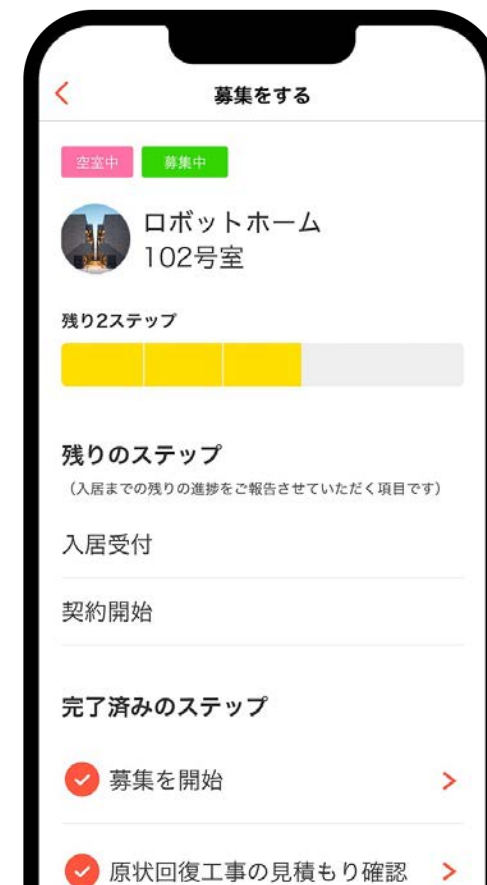 募集をする
空室中
募集中
ロボットホーム
102号室
残り2ステップ
残りのステップ
（入居までの残りの進捗をご報告させていただく項目です）
入居受付
契約開始
完了済みのステップ
募集を開始
原状回復工事の見積もり確認